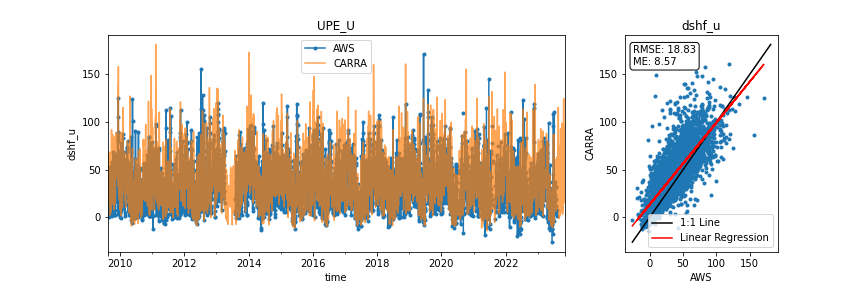 UPE_U
dshf_u
AWS
CARRA
150
100
50
0
2010
2012
2014
2016
2018
2020
2022
time
dshf_u
RMSE: 18.83
ME: 8.57
CARRA
150
100
50
0
1:1 Line
Linear Regression
0
50
100
150
AWS